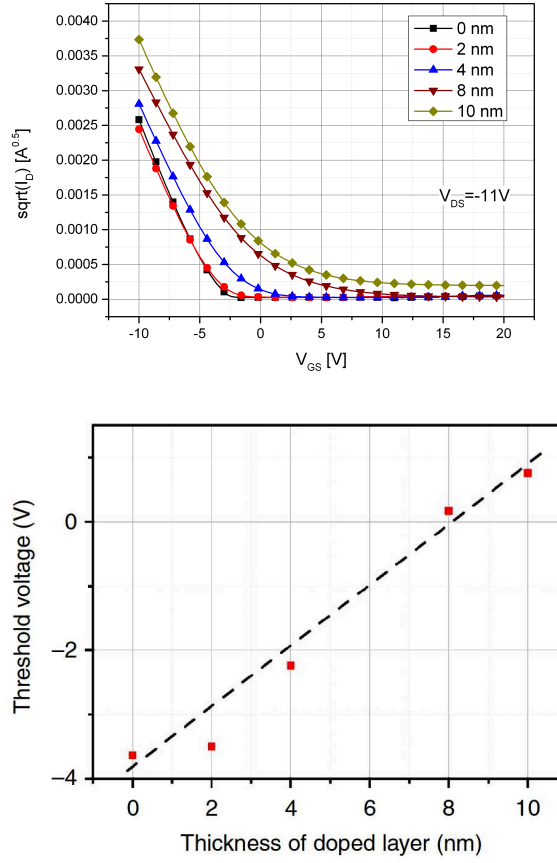 0.0040
0.0035
0.0030
0.0025
0.0020
0.0015
0.0010
0.0005
0.0000
sqrt(I_D) [A^0.5]
0 nm
2 nm
4 nm
8 nm
10 nm
V_DS=-11V
-10 -5 0 5 10 15 20
V_GS [V]
0
−2
−4
Threshold voltage (V)
0 2 4 6 8 10
Thickness of doped layer (nm)